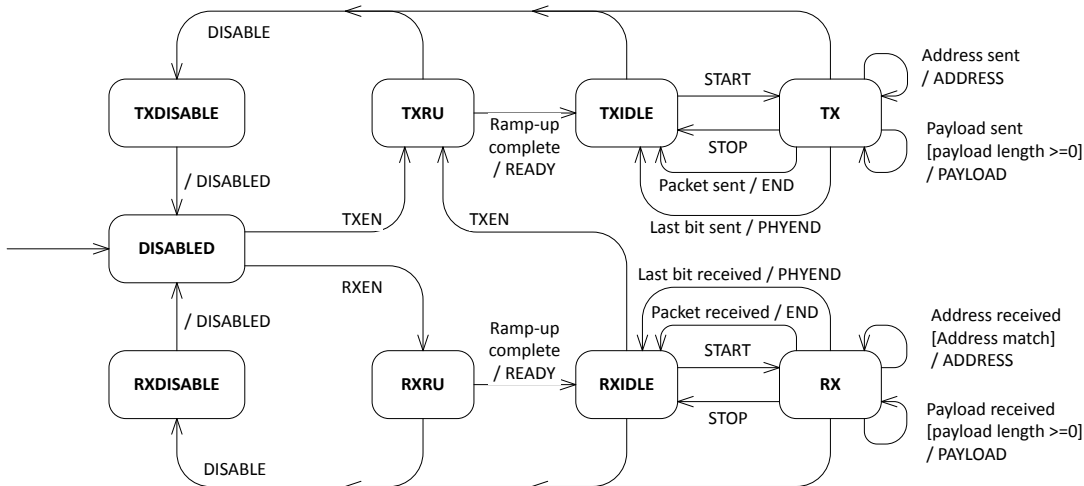 DISABLE
START
Address sent
/ ADDRESS
TXDISABLE
TXRU
TXIDLE
TX
Ramp-up
complete
/ READY
STOP
Payload sent
[payload length >=0]
/ PAYLOAD
/ DISABLED
Packet sent / END
TXEN
TXEN
Last bit sent / PHYEND
DISABLED
RXEN
Last bit received / PHYEND
Packet received / END
/ DISABLED
Ramp-up
complete
/ READY
START
Address received
[Address match]
/ ADDRESS
RXDISABLE
RXRU
RXIDLE
RX
STOP
Payload received
[payload length >=0]
/ PAYLOAD
DISABLE